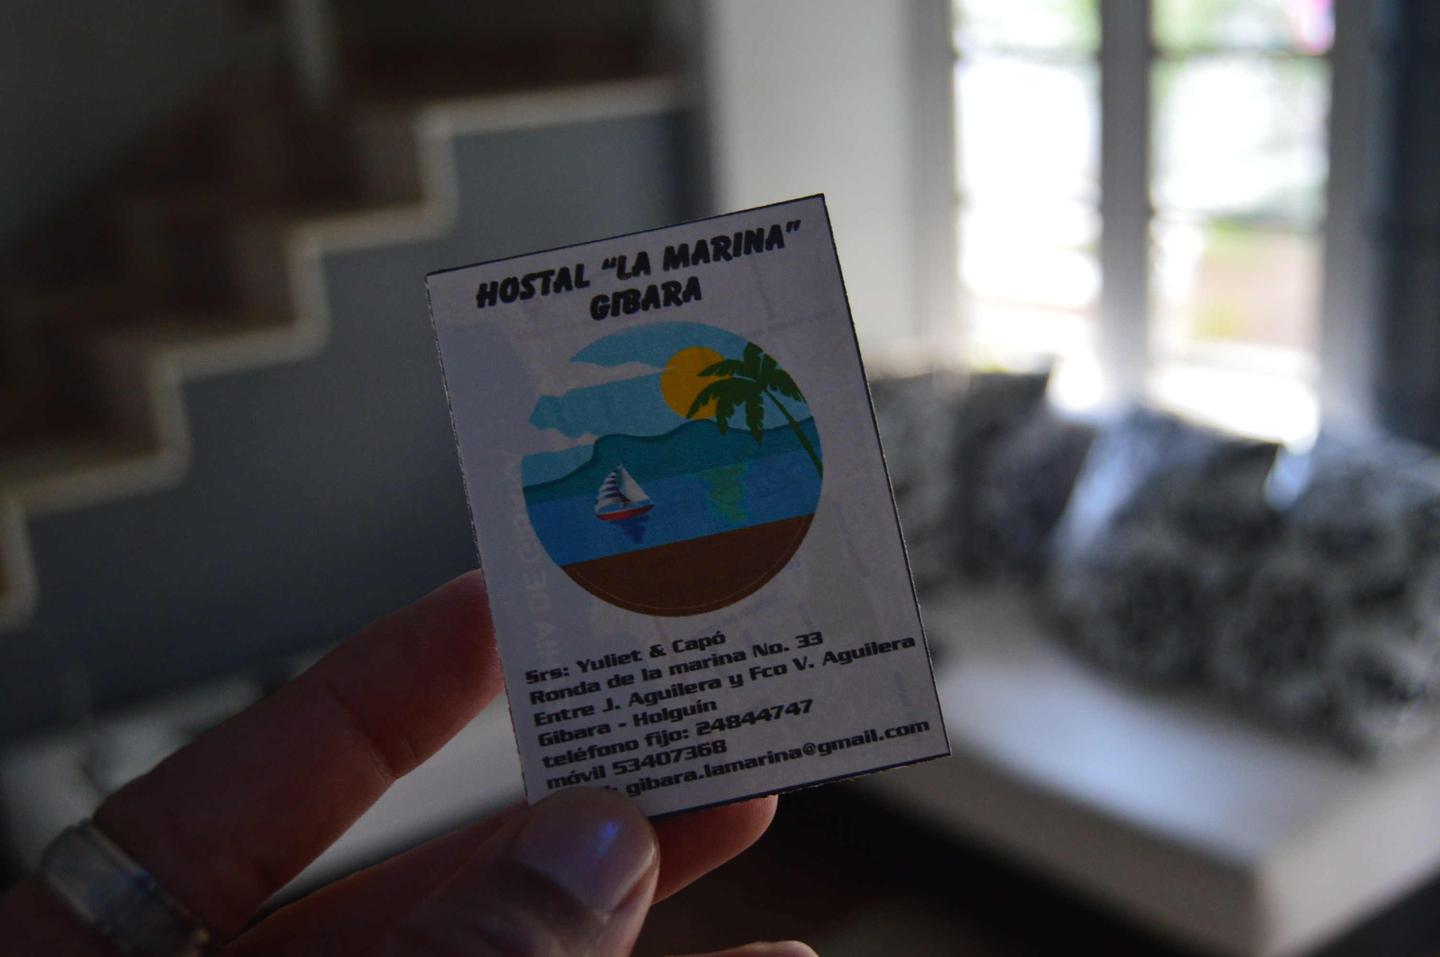 HOSTAL “LA MARINA”
GIBARA
Srs: Yuliet & Capó
Ronda de la marina No. 33
Entre J. Aguilera y Fco V. Aguilera
Gibara - Holguín
teléfono fijo: 24844747
móvil 53407368
gibara.lamarina@gmail.com